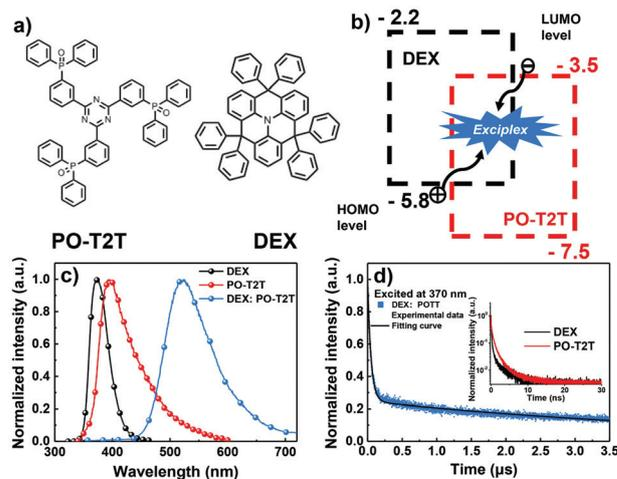 a)
O
P
P
O
N
N
N
P
O
N
PO-T2T
DEX
b)
- 2.2
LUMO
level
DEX
⊖
- 3.5
Exciplex
⊕
HOMO
level
- 5.8
PO-T2T
- 7.5
c)
DEX
PO-T2T
DEX: PO-T2T
Normalized intensity (a.u.)
1.0
0.8
0.6
0.4
0.2
0.0
300 400 500 600 700
Wavelength (nm)
d)
Excited at 370 nm
DEX: POTT
Experimental data
Fitting curve
Normalized intensity (a.u.)
1.0
0.8
0.6
0.4
0.2
0.0
0.0 0.5 1.0 1.5 2.0 2.5 3.0 3.5
Time (μs)
Normalized intensity (a.u.)
DEX
PO-T2T
0 10 20 30
Time (ns)